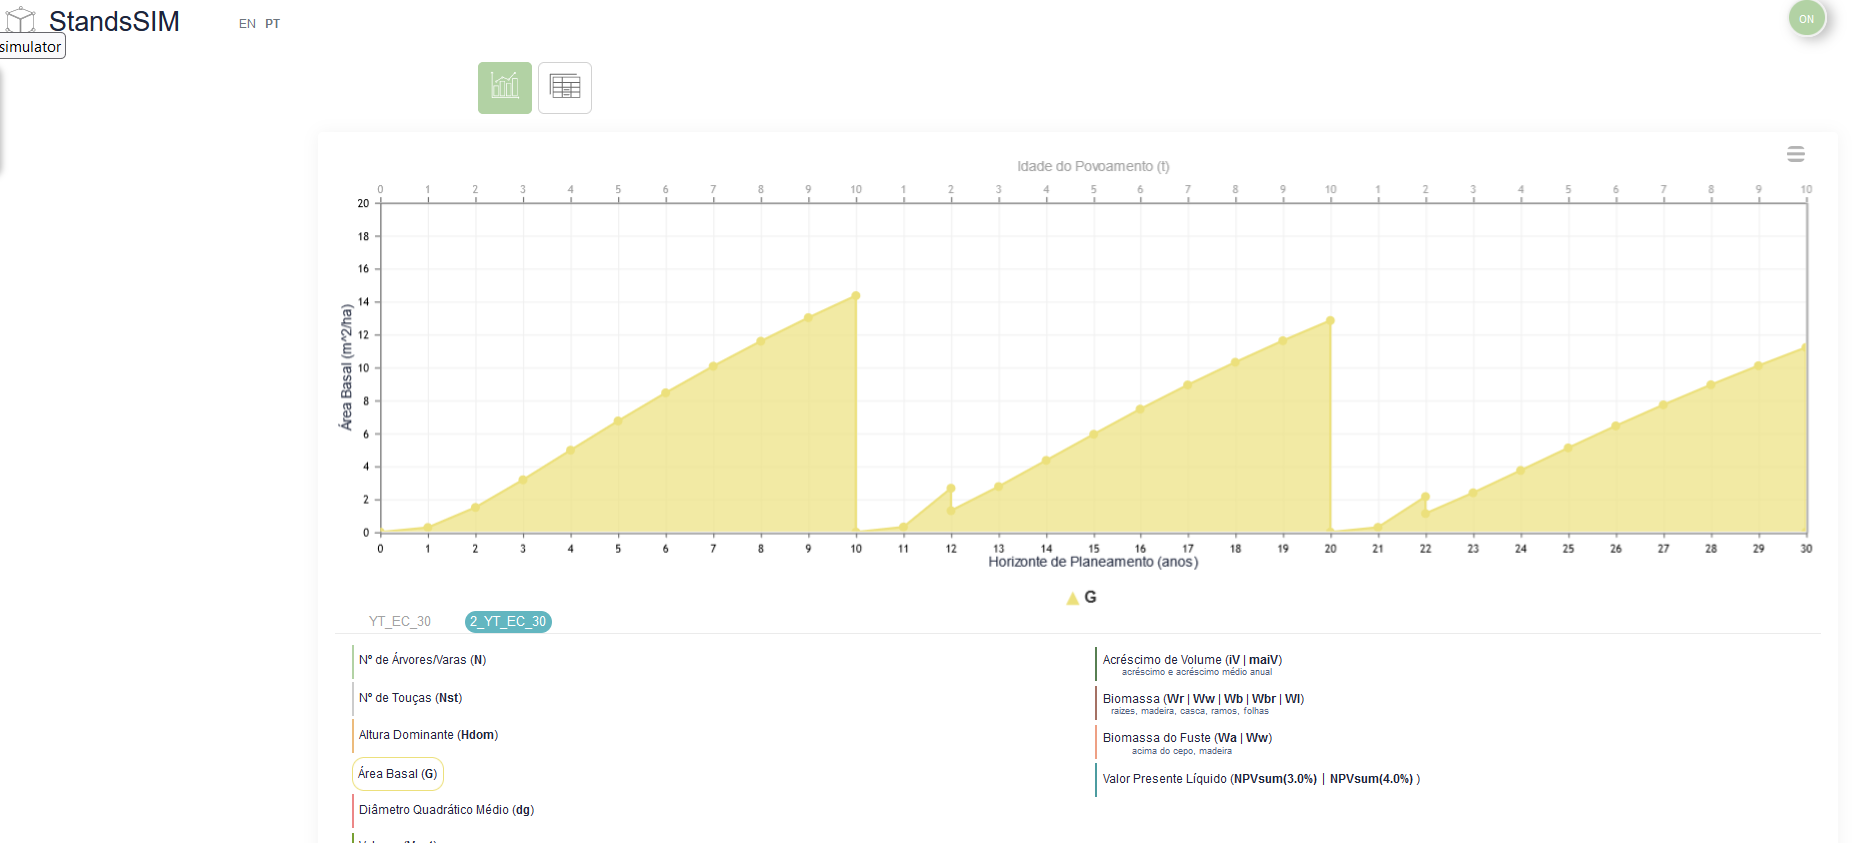 StandsSIM
EN PT
ON
simulator
Idade do Povoamento (t)
0 1 2 3 4 5 6 7 8 9 10 1 2 3 4 5 6 7 8 9 10 1 2 3 4 5 6 7 8 9 10
20
18
16
14
12
10
8
6
4
2
0
Área Basal (m^2/ha)
0 1 2 3 4 5 6 7 8 9 10 11 12 13 14 15 16 17 18 19 20 21 22 23 24 25 26 27 28 29 30
Horizonte de Planeamento (anos)
G
YT_EC_30 2_YT_EC_30
Nº de Árvores/Varas (N)
Nº de Touças (Nst)
Altura Dominante (Hdom)
Área Basal (G)
Diâmetro Quadrático Médio (dg)
Acréscimo de Volume (iV | maiV)
acréscimo e acréscimo médio anual
Biomassa (Wr | Ww | Wb | Wbr | Wl)
raizes, madeira, casca, ramos, folhas
Biomassa do Fuste (Wa | Ww)
acima do cepo, madeira
Valor Presente Líquido (NPVsum(3.0%) | NPVsum(4.0%) )